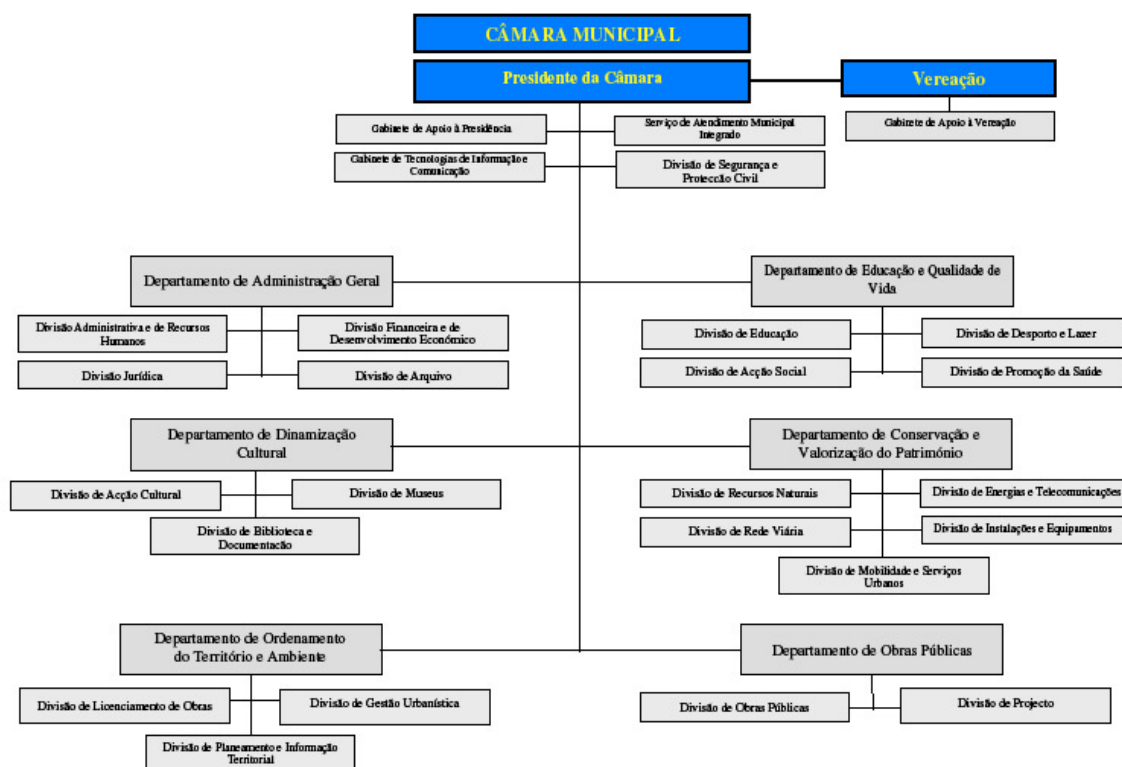 CÂMARA MUNICIPAL
Presidente da Câmara
Vereação
Gabinete de Apoio à Presidência
Serviço de Atendimento Municipal
Integrado
Gabinete de Apoio à Vereação
Gabinete de Tecnologias de Informação e
Comunicação
Divisão de Segurança e
Protecção Civil
Departamento de Administração Geral
Departamento de Educação e Qualidade de
Vida
Divisão Administrativa e de Recursos
Humanos
Divisão Financeira e de
Desenvolvimento Económico
Divisão de Educação
Divisão de Desporto e Lazer
Divisão Jurídica
Divisão de Arquivo
Divisão de Acção Social
Divisão de Promoção da Saúde
Departamento de Dinamização
Cultural
Departamento de Conservação e
Valorização do Património
Divisão de Acção Cultural
Divisão de Museus
Divisão de Recursos Naturais
Divisão de Energias e Telecomunicações
Divisão de Biblioteca e
Documentação
Divisão de Rede Viária
Divisão de Instalações e Equipamentos
Divisão de Mobilidade e Serviços
Urbanos
Departamento de Ordenamento
do Território e Ambiente
Departamento de Obras Públicas
Divisão de Licenciamento de Obras
Divisão de Gestão Urbanística
Divisão de Obras Públicas
Divisão de Projecto
Divisão de Planeamento e Informação
Territorial